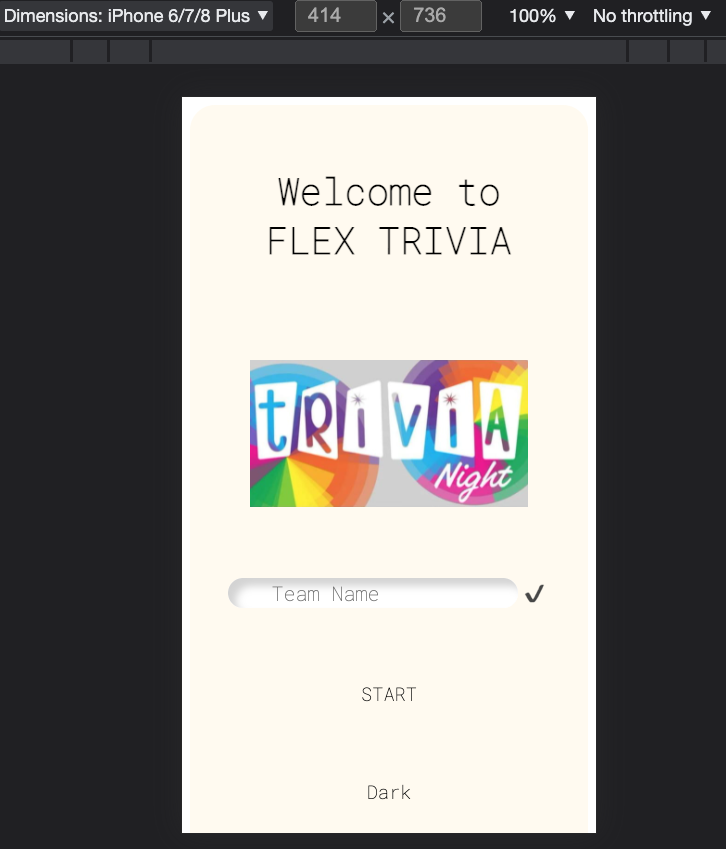 Dimensions: iPhone 6/7/8 Plus ▼ 414 × 736 100% ▼ No throttling ▼
Welcome to
FLEX TRIVIA
tRiViA
Night
Team Name ✔
START
Dark